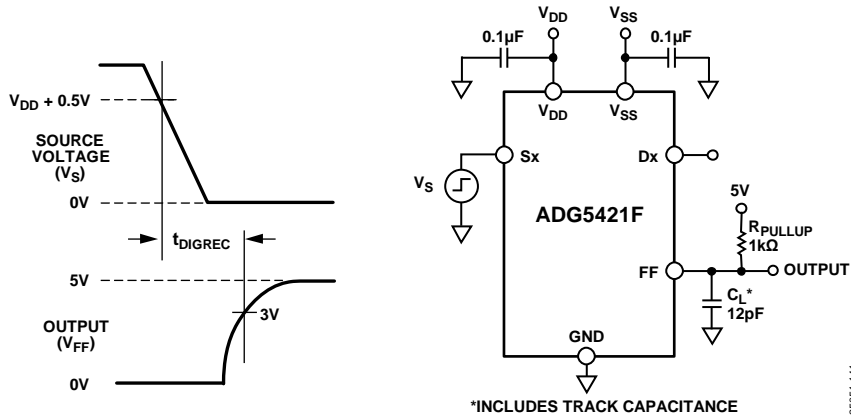 V_DD + 0.5V
SOURCE
VOLTAGE
(V_S)
0V
t_DIGREC
5V
OUTPUT
(V_FF)
3V
0V
V_DD
V_SS
0.1µF
0.1µF
V_DD
V_SS
Sx
Dx
V_S
ADG5421F
5V
R_PULLUP
1kΩ
FF
OUTPUT
C_L*
12pF
GND
*INCLUDES TRACK CAPACITANCE